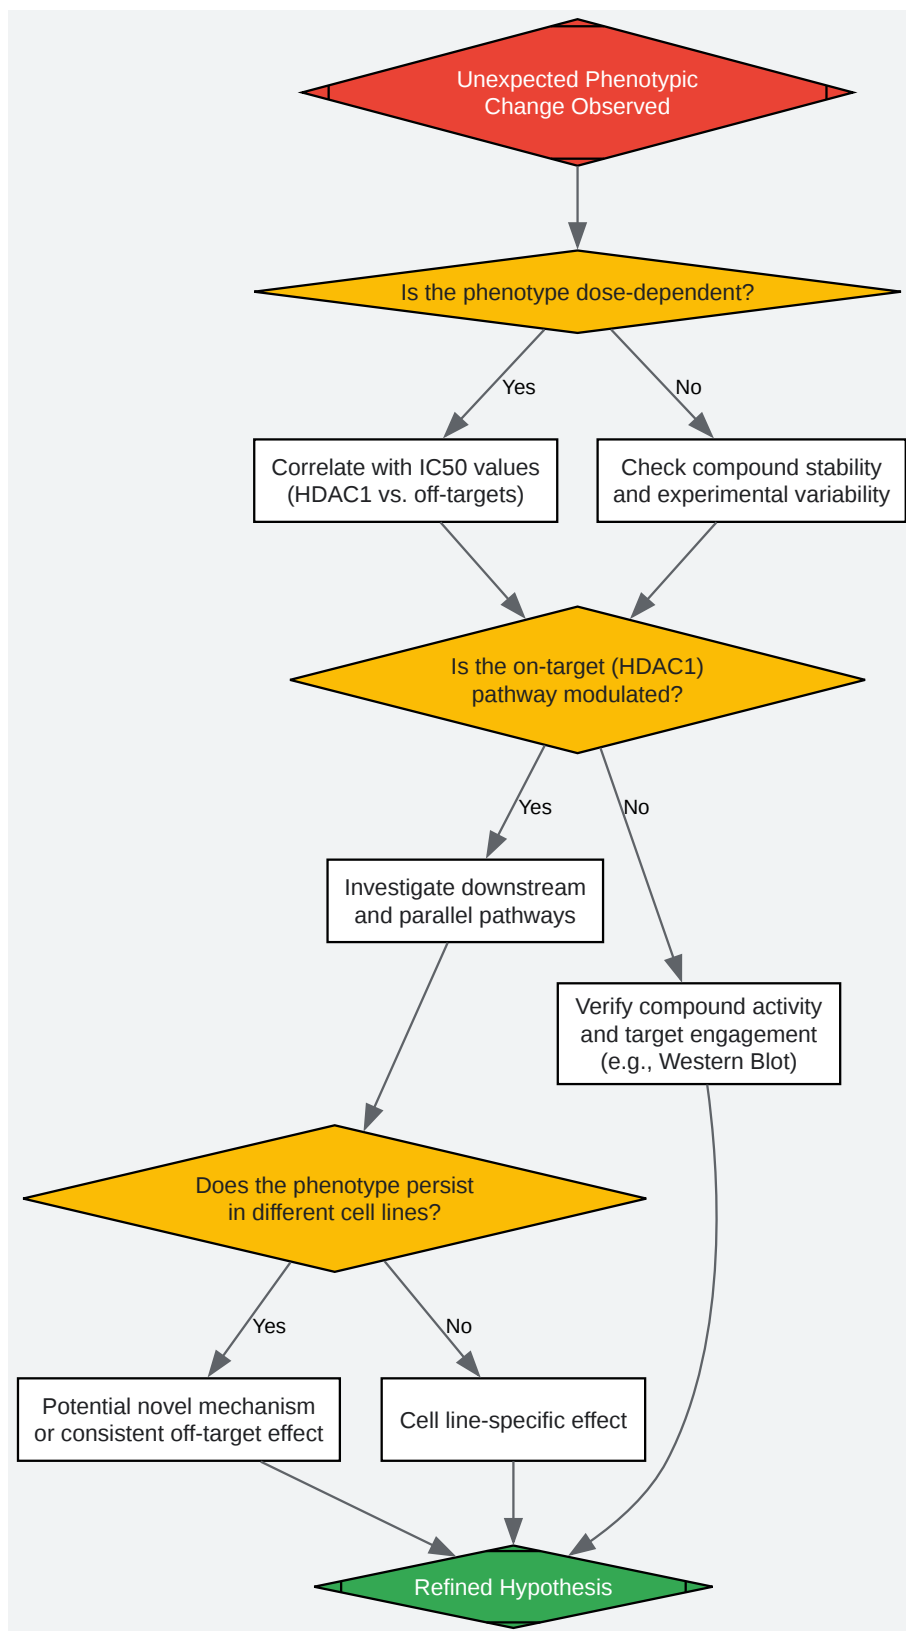 Unexpected Phenotypic
Change Observed
Is the phenotype dose-dependent?
Yes
No
Correlate with IC50 values
(HDAC1 vs. off-targets)
Check compound stability
and experimental variability
Is the on-target (HDAC1)
pathway modulated?
Yes
No
Investigate downstream
and parallel pathways
Verify compound activity
and target engagement
(e.g., Western Blot)
Does the phenotype persist
in different cell lines?
Yes
No
Potential novel mechanism
or consistent off-target effect
Cell line-specific effect
Refined Hypothesis